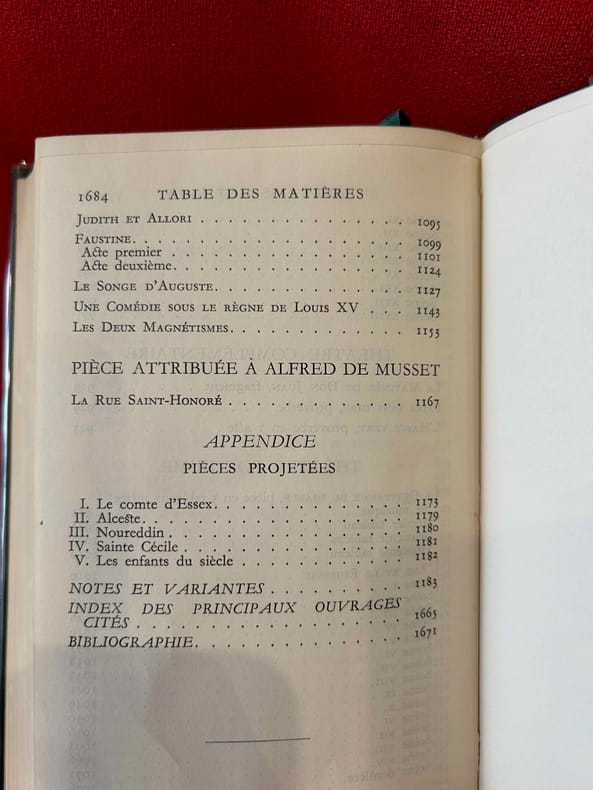 1684 TABLE DES MATIÈRES
JUDITH ET ALLORI . . . . . . . . . . . . . . . 1095
FAUSTINE. . . . . . . . . . . . . . . . . . . . 1099
Acte premier . . . . . . . . . . . . . . . . . 1101
Acte deuxième. . . . . . . . . . . . . . . . . 1124
LE SONGE D'AUGUSTE. . . . . . . . . . . . . . 1127
UNE COMÉDIE SOUS LE RÈGNE DE LOUIS XV . . . 1143
LES DEUX MAGNÉTISMES. . . . . . . . . . . . . 1153
PIÈCE ATTRIBUÉE À ALFRED DE MUSSET
LA RUE SAINT-HONORÉ . . . . . . . . . . . . . 1167
APPENDICE
PIÈCES PROJETÉES
I. Le comte d'Essex. . . . . . . . . . . . . . 1173
II. Alceste. . . . . . . . . . . . . . . . . . . 1179
III. Noureddin . . . . . . . . . . . . . . . . . 1180
IV. Sainte Cécile . . . . . . . . . . . . . . . 1181
V. Les enfants du siècle . . . . . . . . . . . 1182
NOTES ET VARIANTES . . . . . . . . . . . 1183
INDEX DES PRINCIPAUX OUVRAGES
CITÉS . . . . . . . . . . . . . . . . . . . . 1665
BIBLIOGRAPHIE. . . . . . . . . . . . . . . . 1671